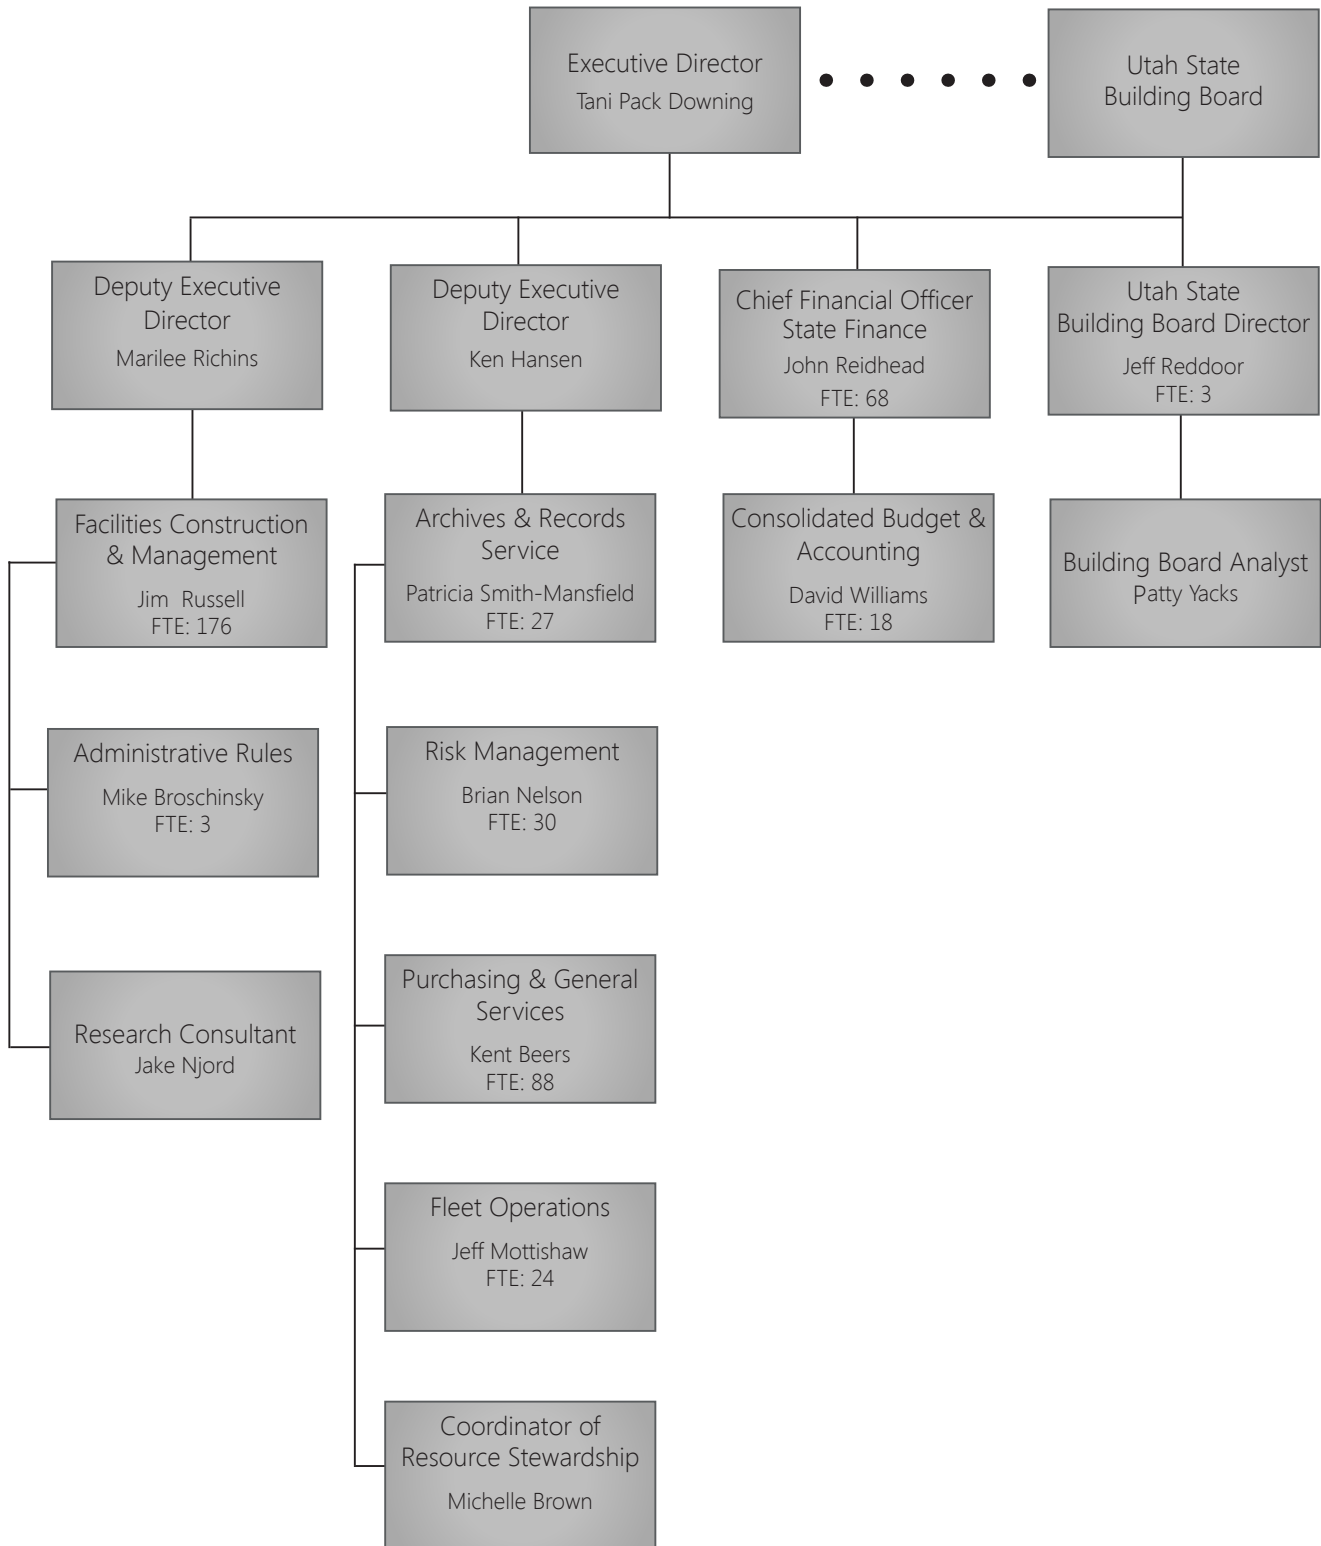 Executive Director
Tani Pack Downing
Utah State
Building Board
Deputy Executive
Director
Marilee Richins
Deputy Executive
Director
Ken Hansen
Chief Financial Officer
State Finance
John Reidhead
FTE: 68
Utah State
Building Board Director
Jeff Reddoor
FTE: 3
Facilities Construction
& Management
Jim Russell
FTE: 176
Archives & Records
Service
Patricia Smith-Mansfield
FTE: 27
Consolidated Budget &
Accounting
David Williams
FTE: 18
Building Board Analyst
Patty Yacks
Administrative Rules
Mike Broschinsky
FTE: 3
Risk Management
Brian Nelson
FTE: 30
Research Consultant
Jake Njord
Purchasing & General
Services
Kent Beers
FTE: 88
Fleet Operations
Jeff Mottishaw
FTE: 24
Coordinator of
Resource Stewardship
Michelle Brown